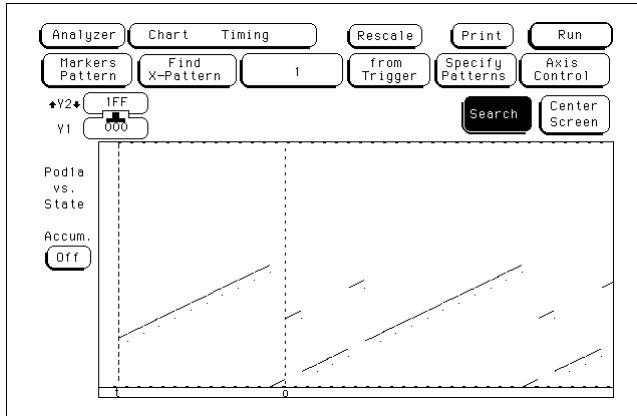 Analyzer Chart Timing Rescale Print Run
Markers Pattern Find X-Pattern 1 from Trigger Specify Patterns Axis Control
↑Y2↓ 1FF
Y1 000
Search Center Screen
Pod1a
vs.
State
Accum.
Off
t o